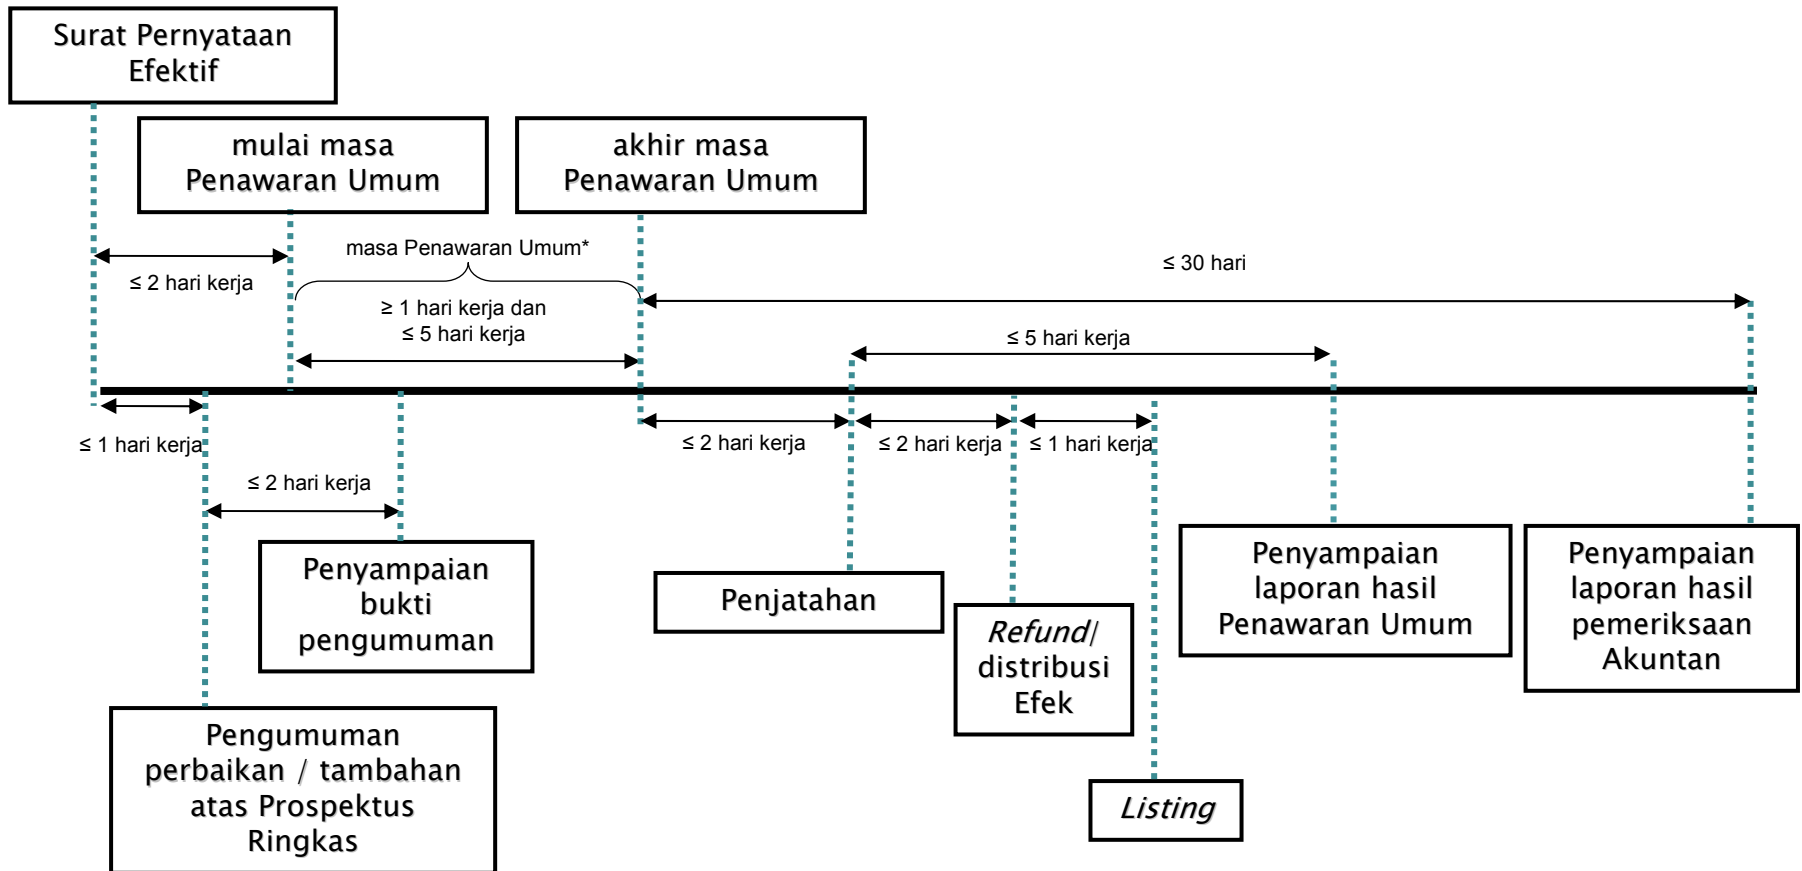 Surat Pernyataan
Efektif
mulai masa
Penawaran Umum
akhir masa
Penawaran Umum
masa Penawaran Umum*
≤ 2 hari kerja
≥ 1 hari kerja dan
≤ 5 hari kerja
≤ 30 hari
≤ 5 hari kerja
≤ 1 hari kerja
≤ 2 hari kerja
≤ 2 hari kerja
≤ 2 hari kerja
≤ 1 hari kerja
Penyampaian
bukti
pengumuman
Penjatahan
Refund/
distribusi
Efek
Penyampaian
laporan hasil
Penawaran Umum
Penyampaian
laporan hasil
pemeriksaan
Akuntan
Pengumuman
perbaikan / tambahan
atas Prospektus
Ringkas
Listing